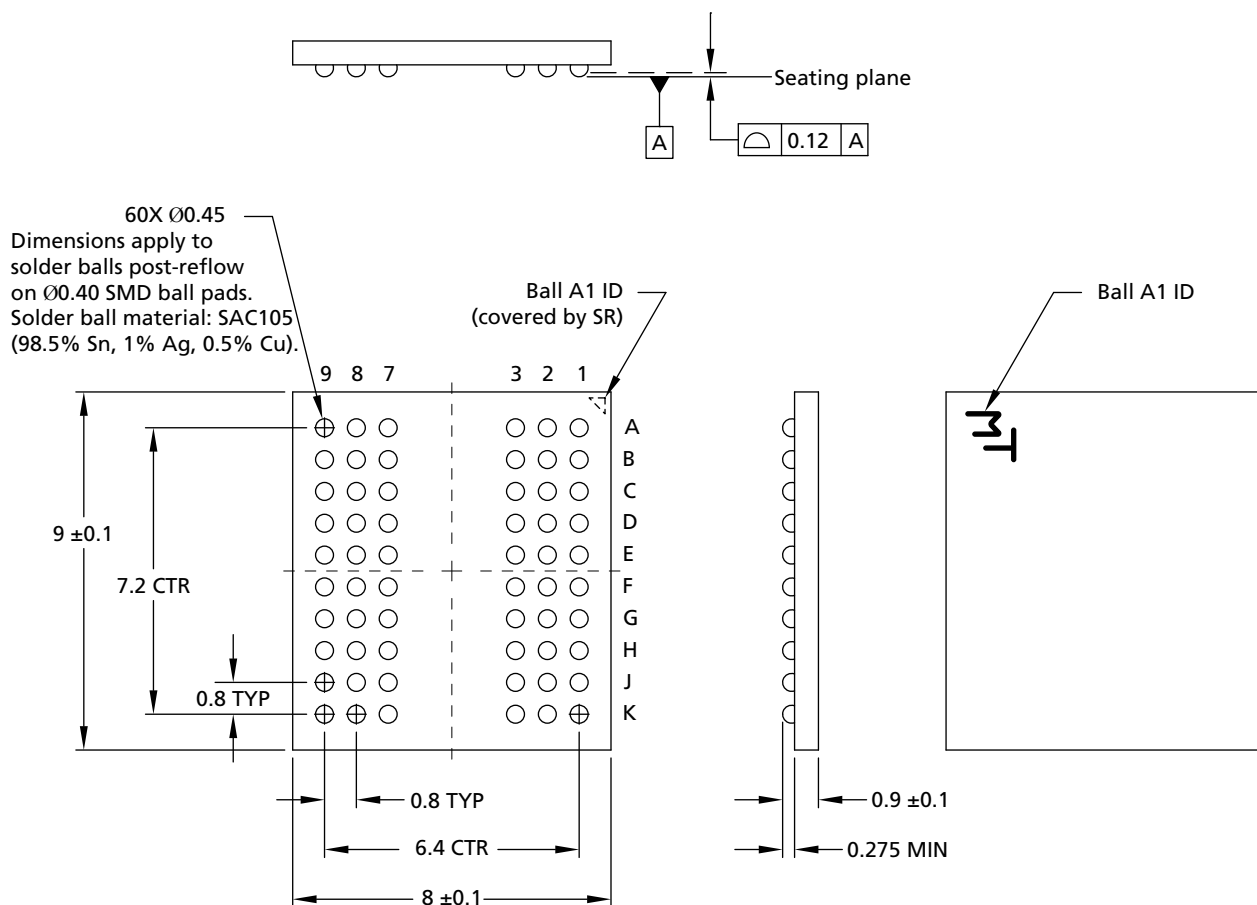 Seating plane
A
0.12 A
60X Ø0.45
Dimensions apply to
solder balls post-reflow
on Ø0.40 SMD ball pads.
Solder ball material: SAC105
(98.5% Sn, 1% Ag, 0.5% Cu).
Ball A1 ID
(covered by SR)
Ball A1 ID
9 8 7 3 2 1
A
B
C
D
E
F
G
H
J
K
9 ±0.1
7.2 CTR
0.8 TYP
0.8 TYP
6.4 CTR
8 ±0.1
0.9 ±0.1
0.275 MIN